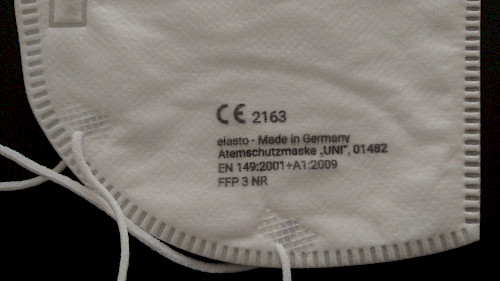 CE 2163
elasto - Made in Germany
Atemschutzmaske „UNI", 01482
EN 149:2001+A1:2009
FFP 3 NR